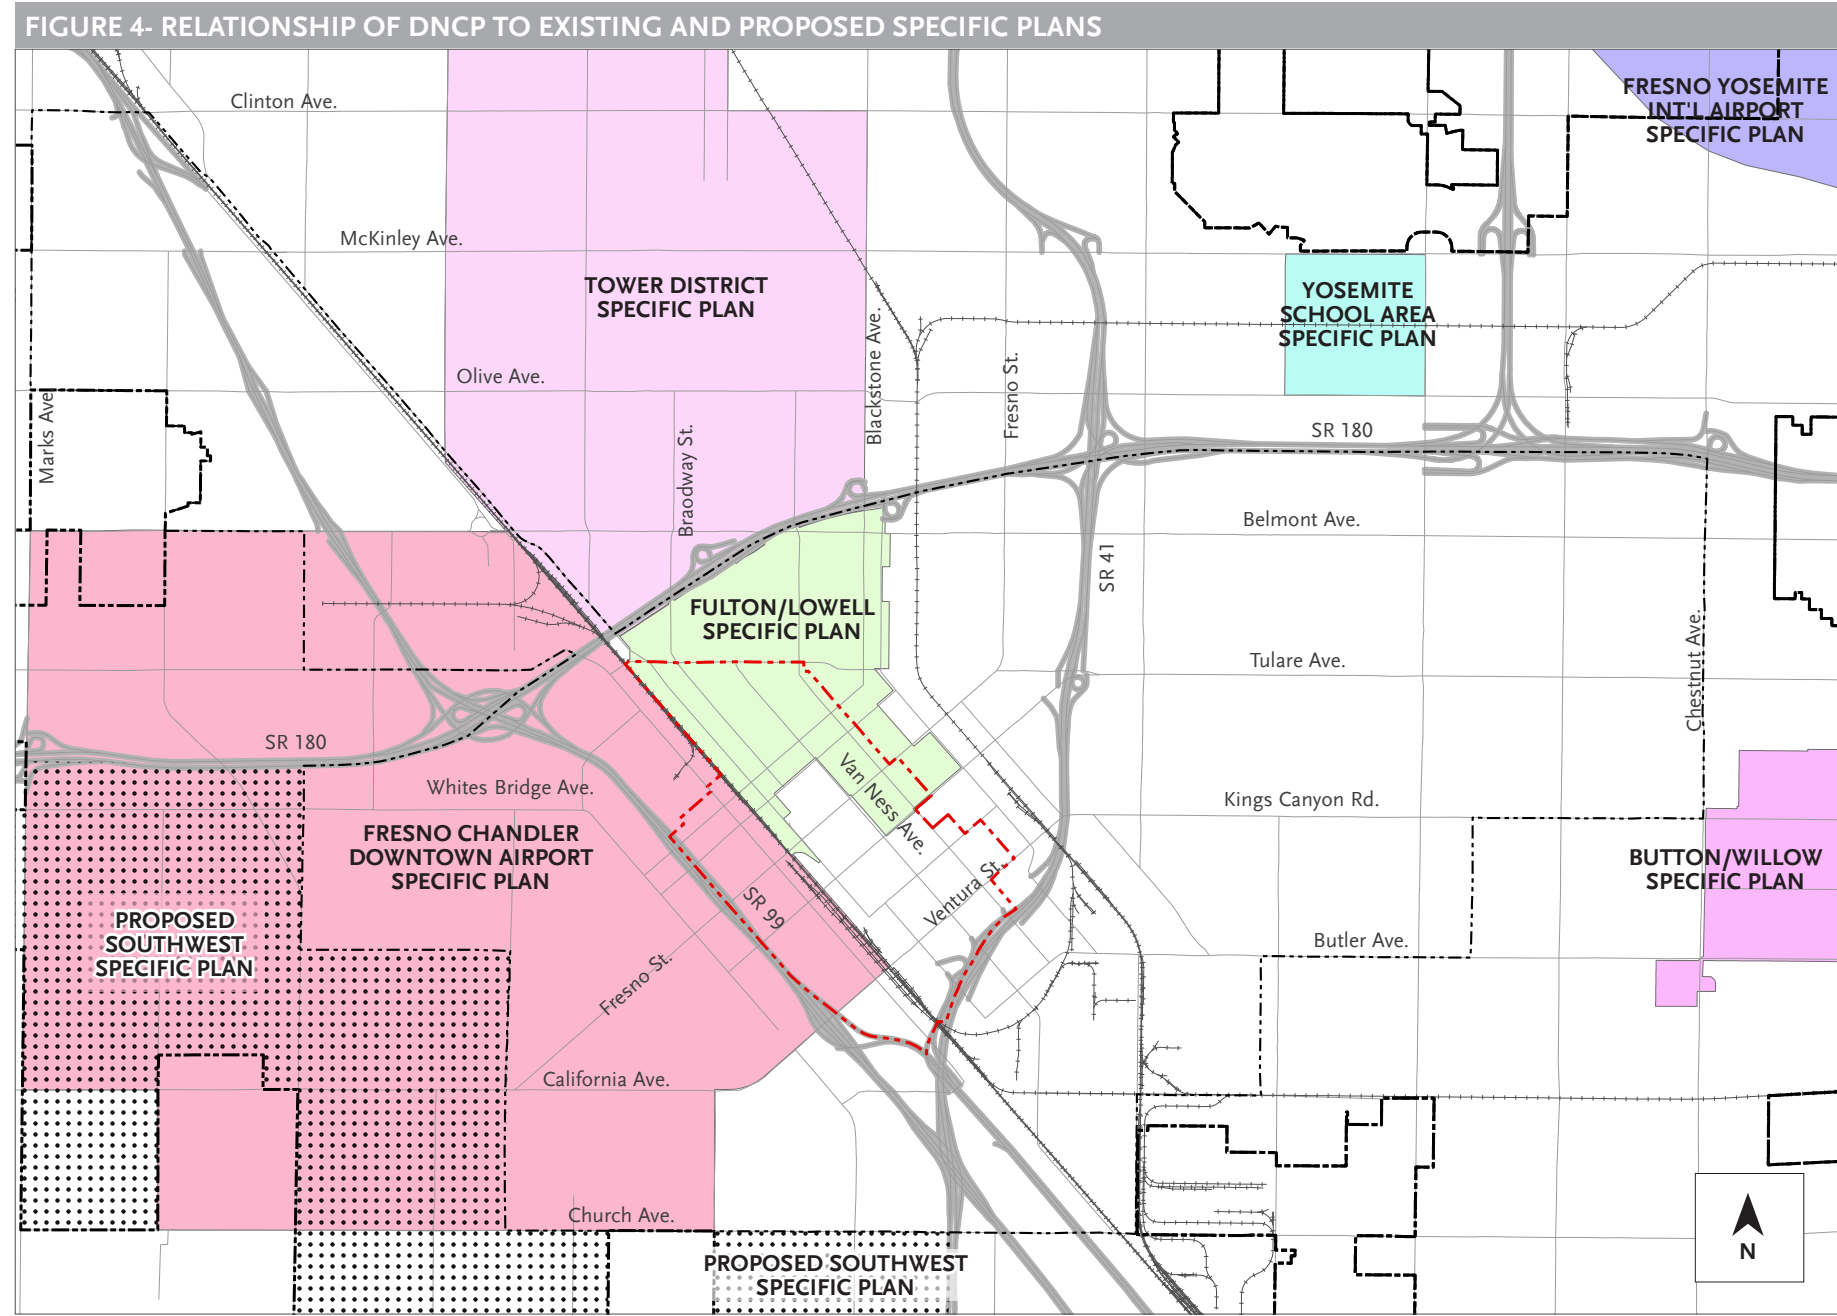 FIGURE 4- RELATIONSHIP OF DNCP TO EXISTING AND PROPOSED SPECIFIC PLANS
Clinton Ave.
FRESNO YOSEMITE
INT'L AIRPORT
SPECIFIC PLAN
McKinley Ave.
TOWER DISTRICT
SPECIFIC PLAN
YOSEMITE
SCHOOL AREA
SPECIFIC PLAN
Blackstone Ave.
Fresno St.
Olive Ave.
Marks Ave.
Braodway St.
SR 180
Belmont Ave.
SR 41
FULTON/LOWELL
SPECIFIC PLAN
Tulare Ave.
Chestnut Ave.
SR 180
Whites Bridge Ave.
Van Ness Ave.
Kings Canyon Rd.
FRESNO CHANDLER
DOWNTOWN AIRPORT
SPECIFIC PLAN
BUTTON/WILLOW
SPECIFIC PLAN
SR 99
Ventura St.
PROPOSED
SOUTHWEST
SPECIFIC PLAN
Butler Ave.
Fresno St.
California Ave.
Church Ave.
PROPOSED SOUTHWEST
SPECIFIC PLAN
N